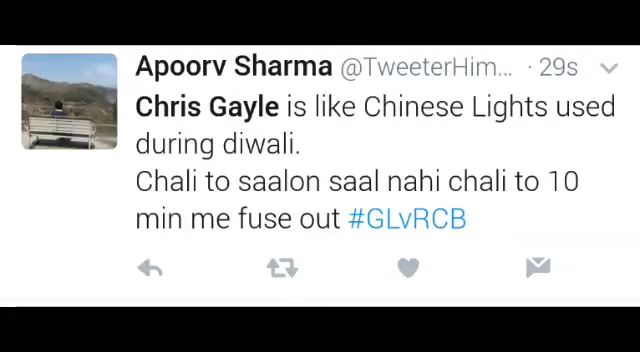 Apoorv Sharma @TweeterHim... · 29s
Chris Gayle is like Chinese Lights used
during diwali.
Chali to saalon saal nahi chali to 10
min me fuse out #GLvRCB